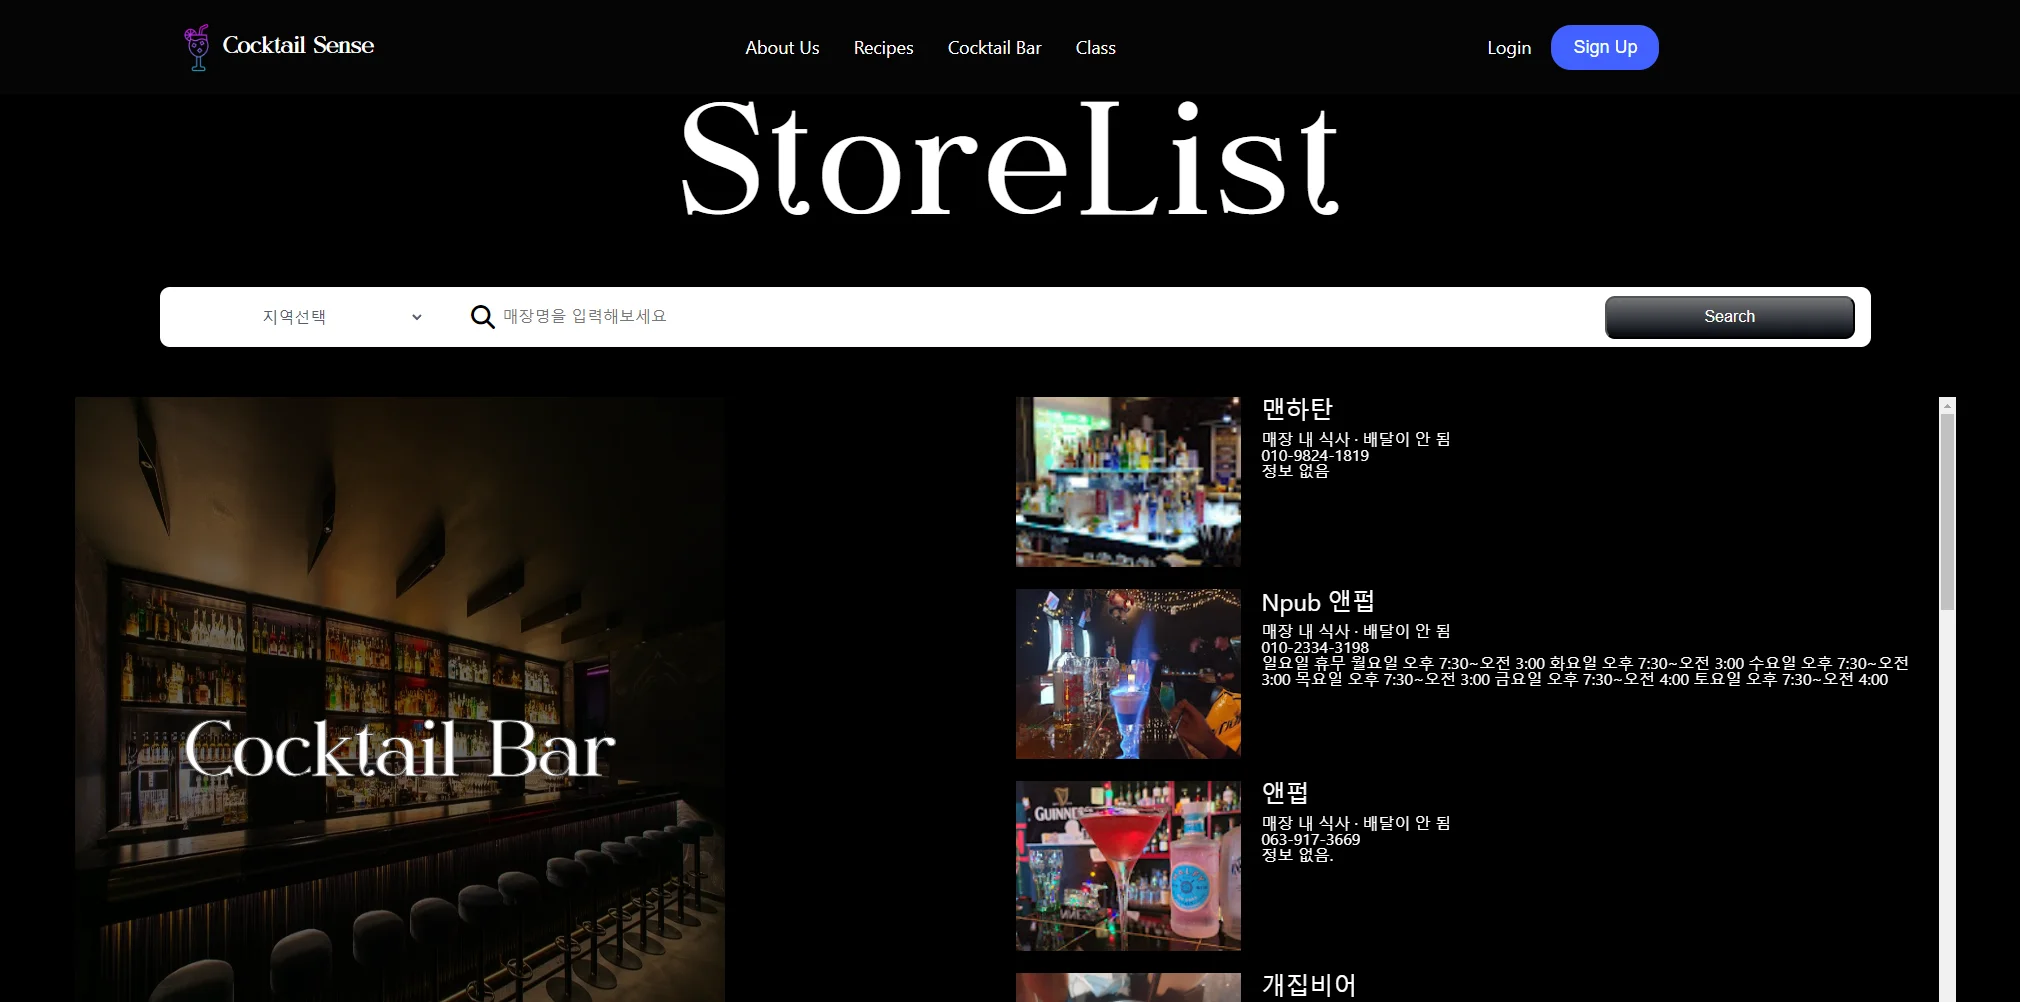 Cocktail Sense
About Us
Recipes
Cocktail Bar
Class
Login
Sign Up
StoreList
지역선택
매장명을 입력해보세요
Search
Cocktail Bar
맨하탄
매장 내 식사 · 배달이 안 됨
010-9824-1819
정보 없음
Npub 앤펍
매장 내 식사 · 배달이 안 됨
010-2334-3198
일요일 휴무 월요일 오후 7:30~오전 3:00 화요일 오후 7:30~오전 3:00 수요일 오후 7:30~오전
3:00 목요일 오후 7:30~오전 3:00 금요일 오후 7:30~오전 4:00 토요일 오후 7:30~오전 4:00
GUINNESS
앤펍
매장 내 식사 · 배달이 안 됨
063-917-3669
정보 없음.
개집비어